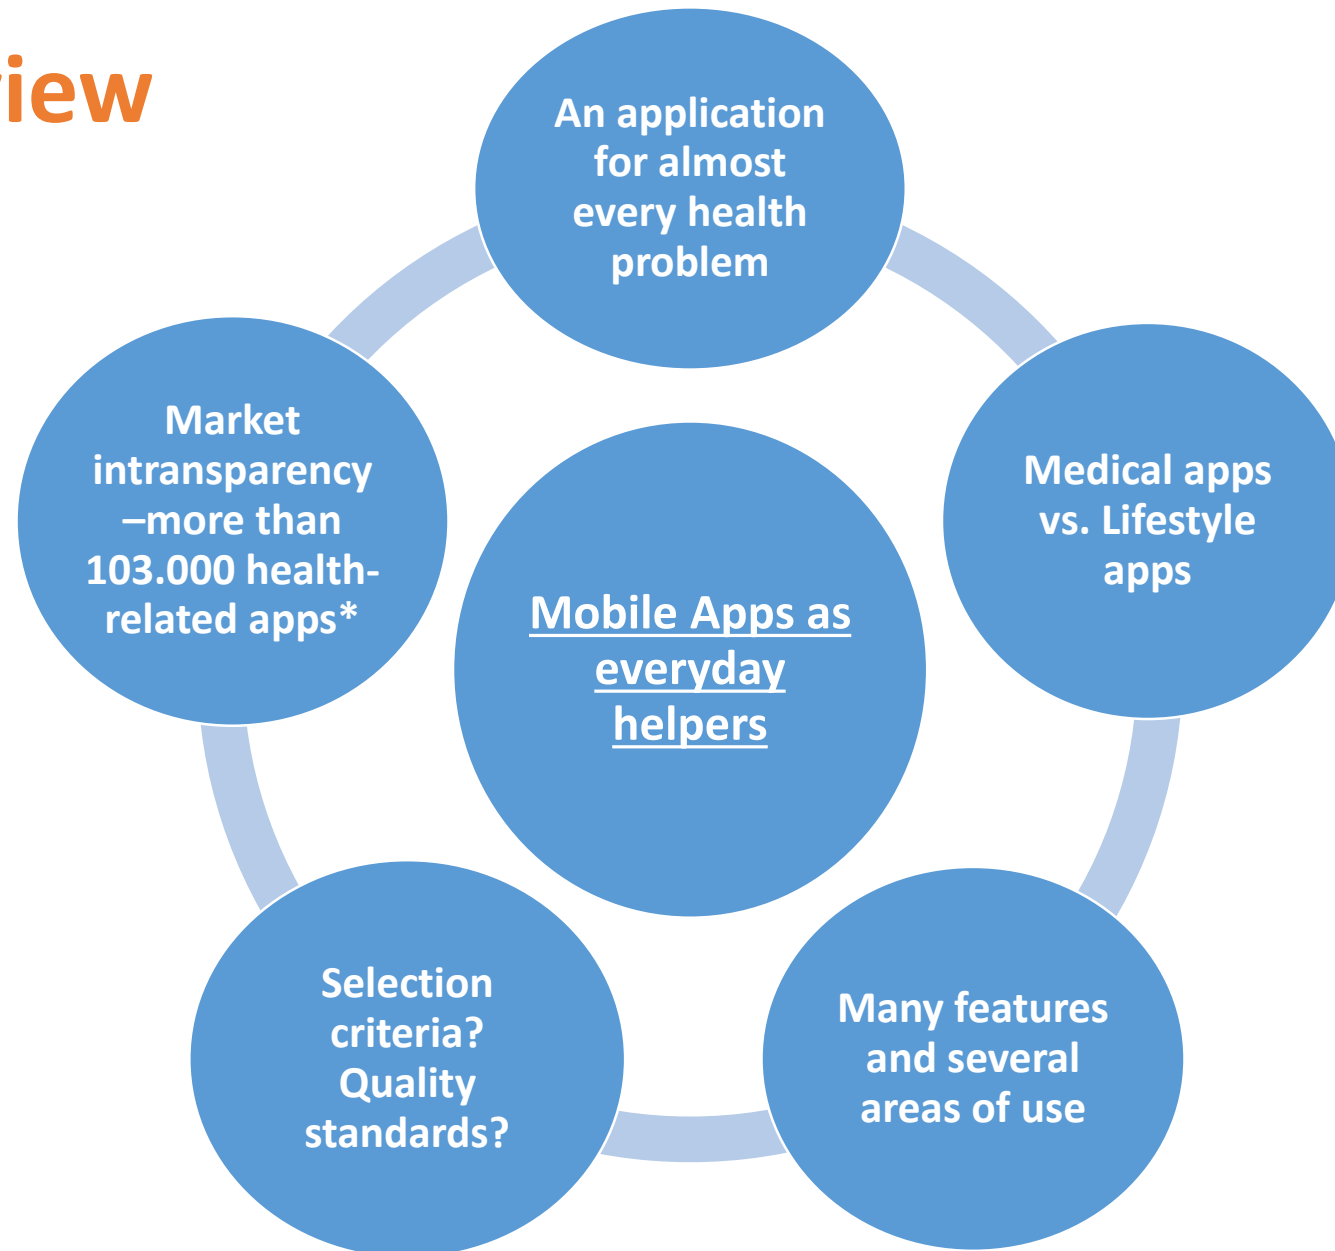 view
An application
for almost
every health
problem
Market
intransparency
–more than
103.000 health-
related apps*
Medical apps
vs. Lifestyle
apps
Mobile Apps as
everyday
helpers
Selection
criteria?
Quality
standards?
Many features
and several
areas of use